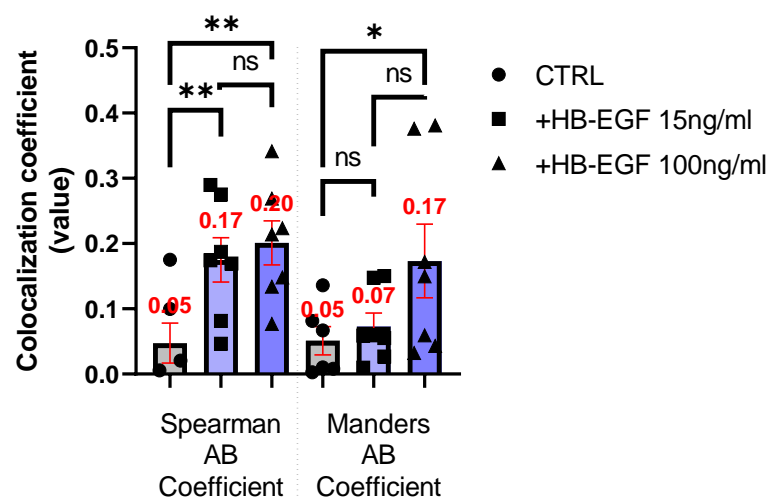 **
*
0.5
ns
CTRL
ns
**
+HB-EGF 15ng/ml
0.4
+HB-EGF 100ng/ml
ns
0.3
0.20
0.17
0.17
0.2
0.07
0.05
0.05
0.1
0.0
Colocalization coefficient
(value)
Spearman
AB
Coefficient
Manders
AB
Coefficient